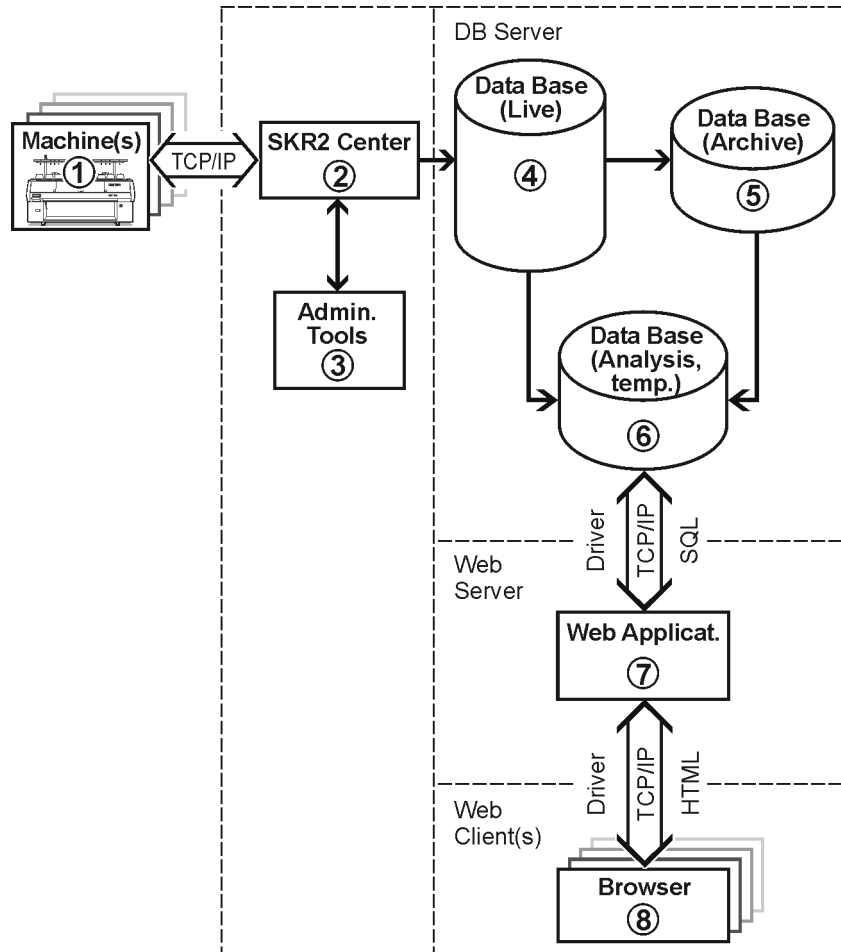 DB Server
Data Base
(Live)
4
Data Base
(Archive)
5
Machine(s)
1
TCP/IP
SKR2 Center
2
Admin.
Tools
3
Data Base
(Analysis,
temp.)
6
Driver
TCP/IP
SQL
Web
Server
Web Applicat.
7
Driver
TCP/IP
HTML
Web
Client(s)
Browser
8